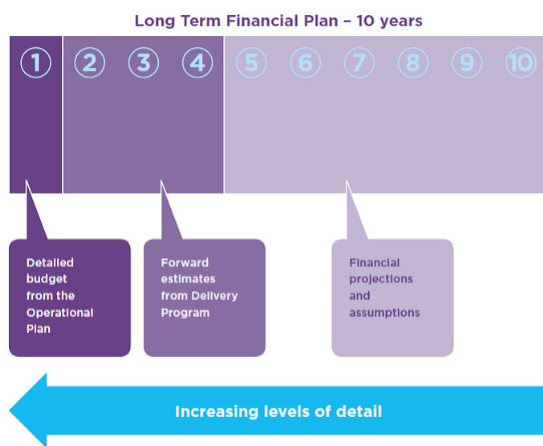 Long Term Financial Plan – 10 years
1 2 3 4 5 6 7 8 9 10
Detailed
budget
from the
Operational
Plan
Forward
estimates
from Delivery
Program
Financial
projections
and
assumptions
Increasing levels of detail